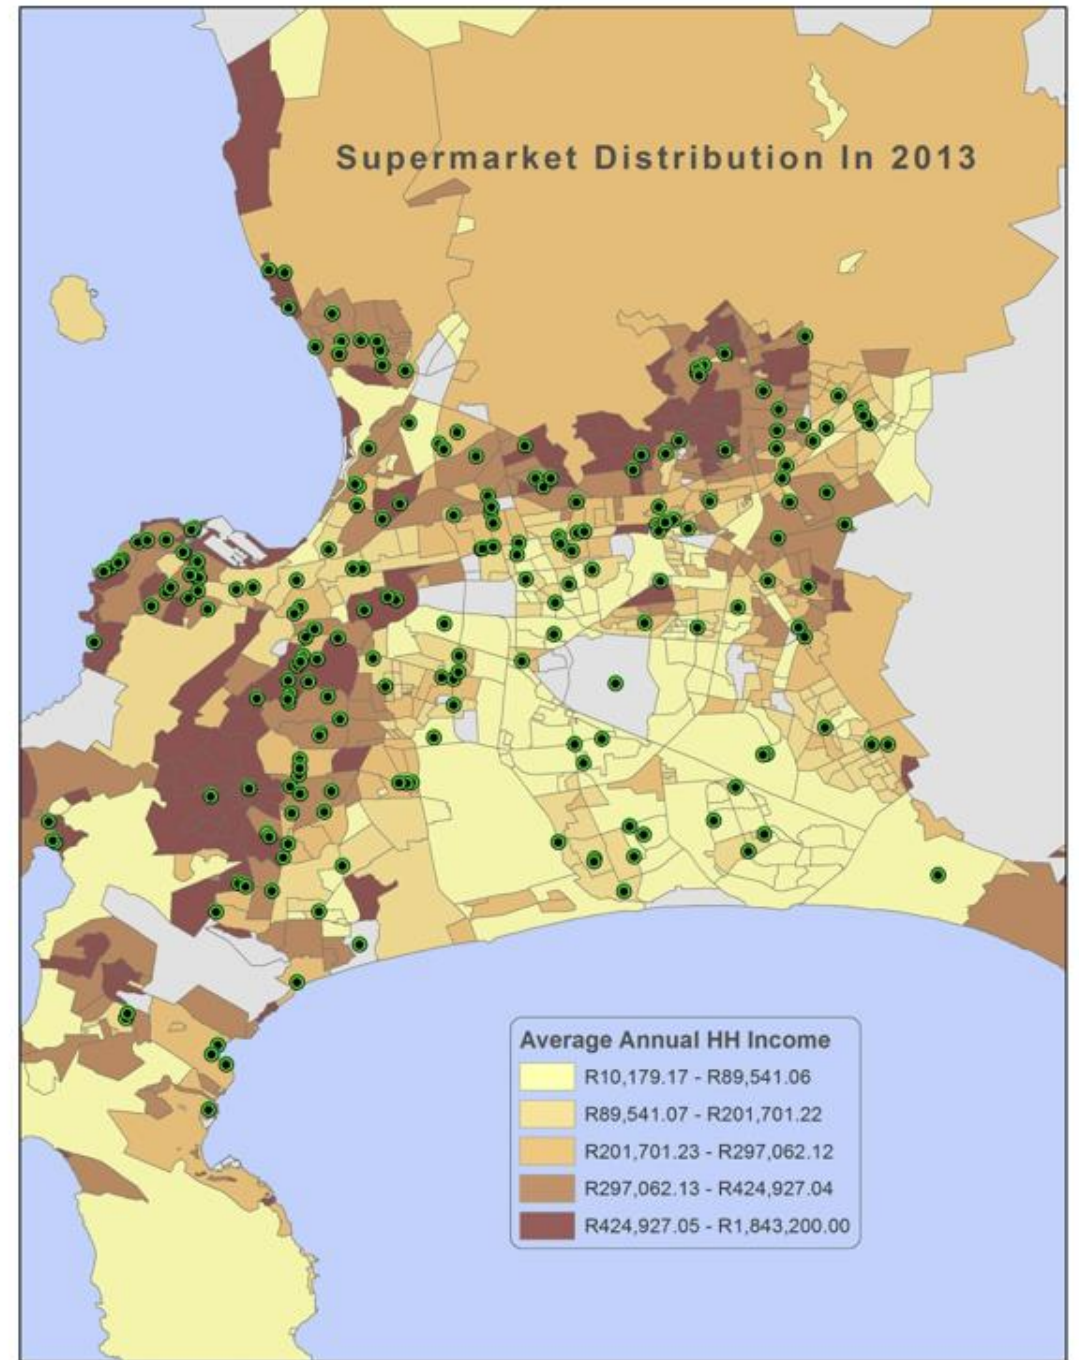 Supermarket Distribution In 2013
Average Annual HH Income
R10,179.17 - R89,541.06
R89,541.07 - R201,701.22
R201,701.23 - R297,062.12
R297,062.13 - R424,927.04
R424,927.05 - R1,843,200.00